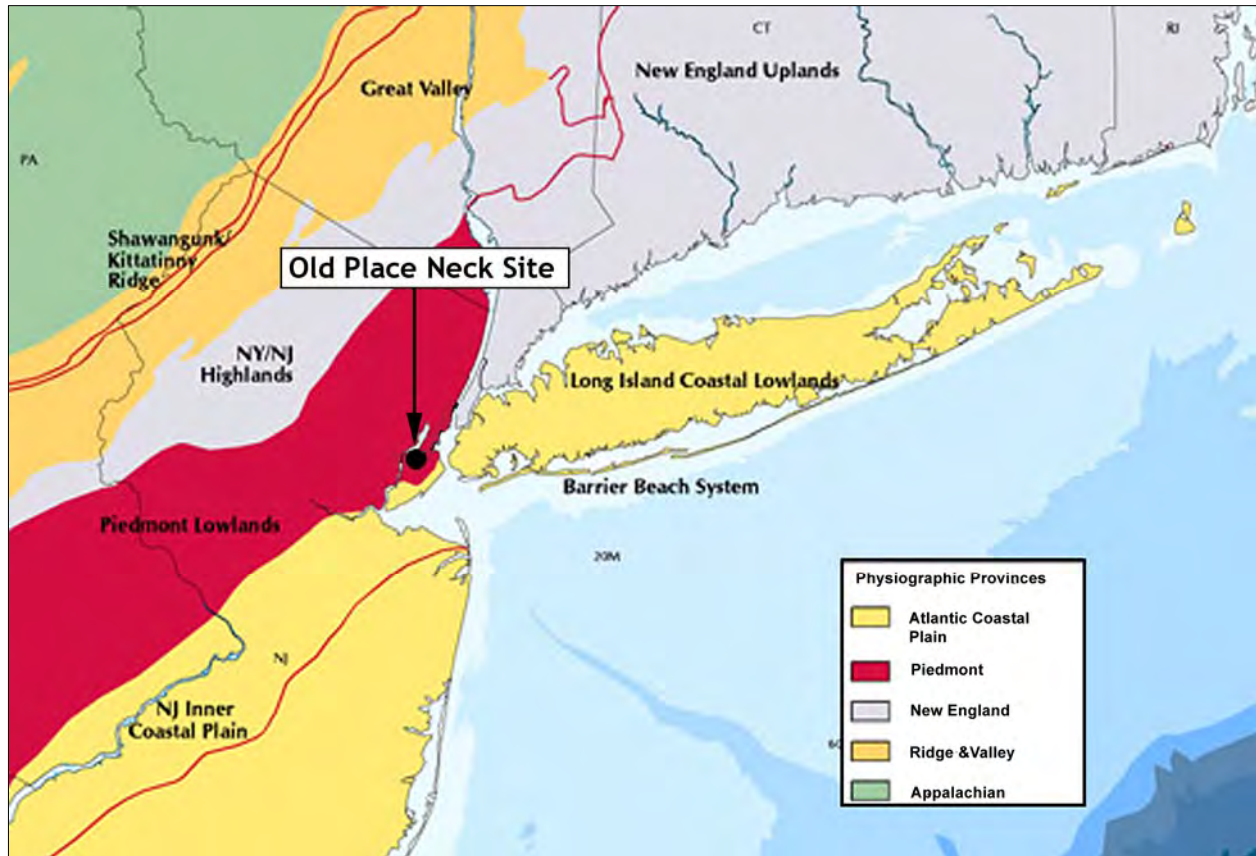 CT
RI
New England Uplands
Great Valley
PA
Shawangunk/
Kittatinny
Ridge
Old Place Neck Site
NY/NJ
Highlands
Long Island Coastal Lowlands
Barrier Beach System
Piedmont Lowlands
20M
NJ
NJ Inner
Coastal Plain
Physiographic Provinces
Atlantic Coastal
Plain
Piedmont
New England
Ridge &Valley
Appalachian